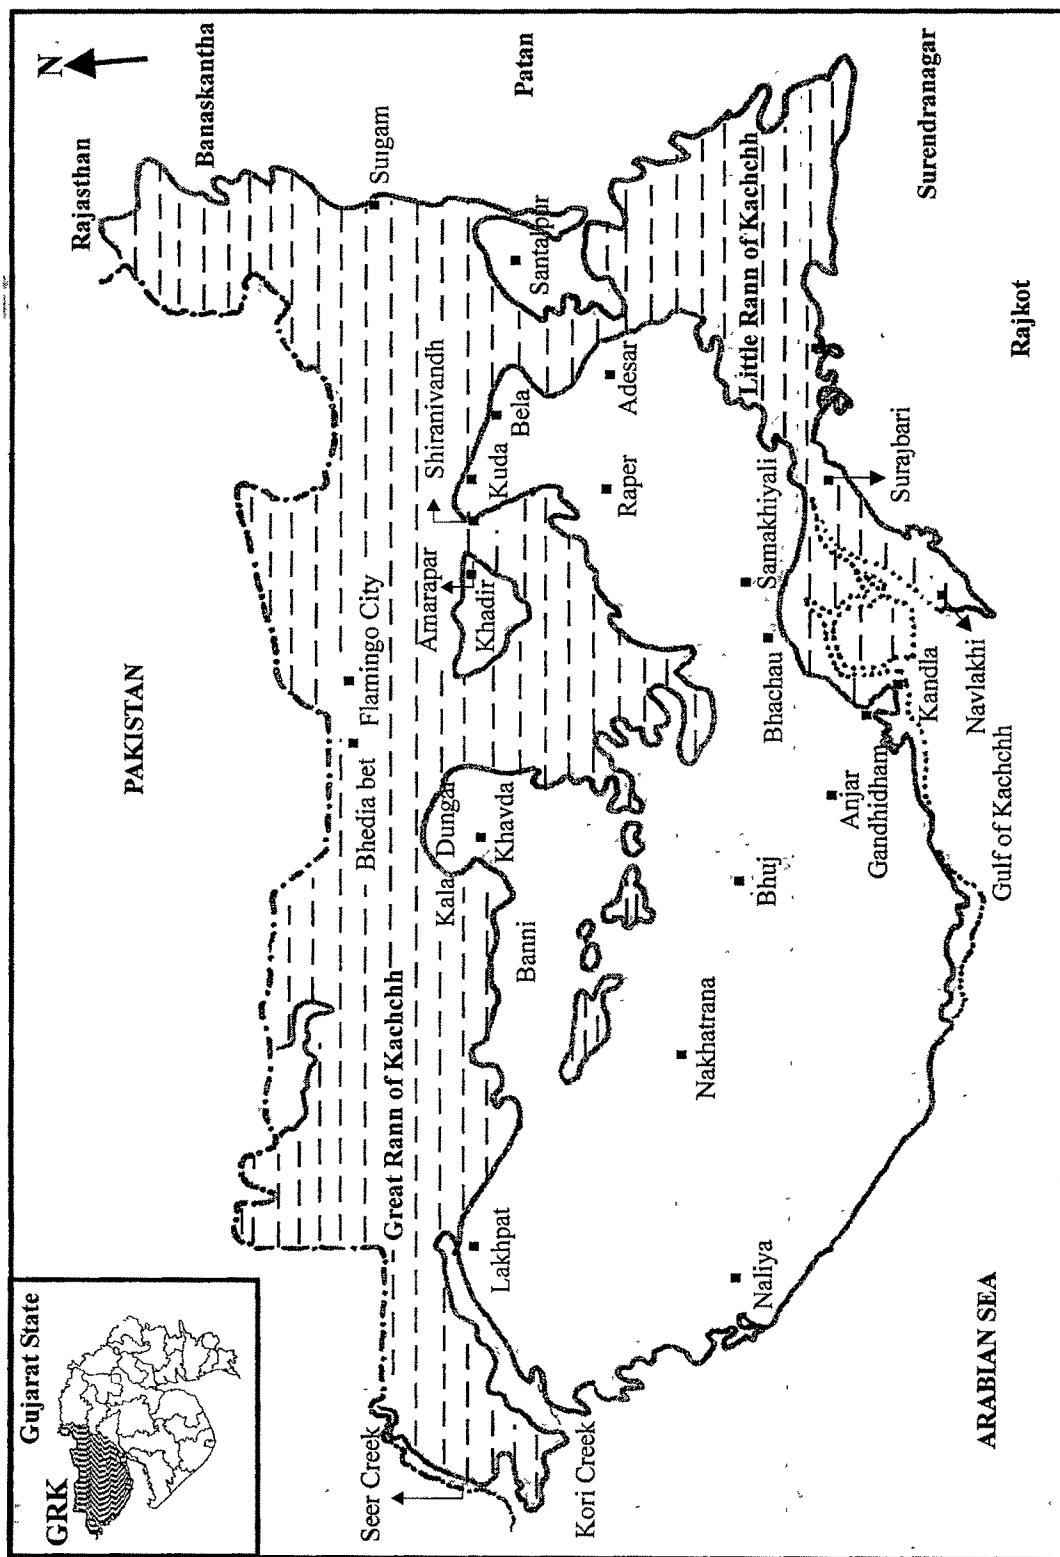 Gujarat State
GRK
N
Rajasthan
Banaskantha
PAKISTAN
Suigam
Patan
Flamingo City
Bhedia bet
Great Rann of Kachchh
Seer Creek
Shiranivandh
Amarapar
Santalpur
Kala Dungar
Khadir
Kuda
Bela
Khavda
Lakhpat
Banni
Kori Creek
Adesar
Raper
Nakhatrana
Little Rann of Kachchh
Samakhiyali
Bhachau
Bhuj
Naliya
Anjar
Gandhidham
Kandla
Surajbari
Surendranagar
Navlakhi
Gulf of Kachchh
Rajkot
ARABIAN SEA